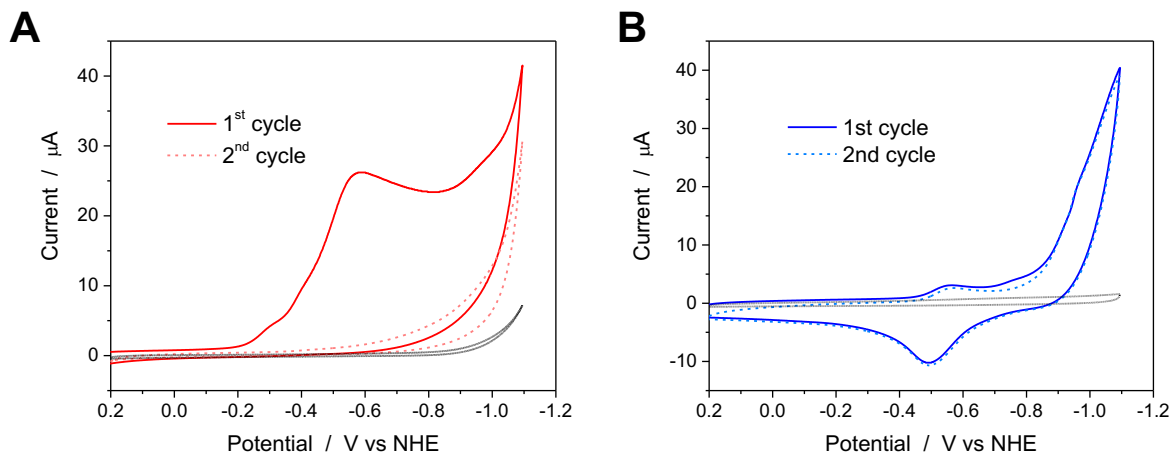 A
Current / μA
40
30
20
10
0
1st cycle
2nd cycle
0.2 0.0 -0.2 -0.4 -0.6 -0.8 -1.0 -1.2
Potential / V vs NHE
B
Current / μA
40
30
20
10
0
-10
1st cycle
2nd cycle
0.2 0.0 -0.2 -0.4 -0.6 -0.8 -1.0 -1.2
Potential / V vs NHE